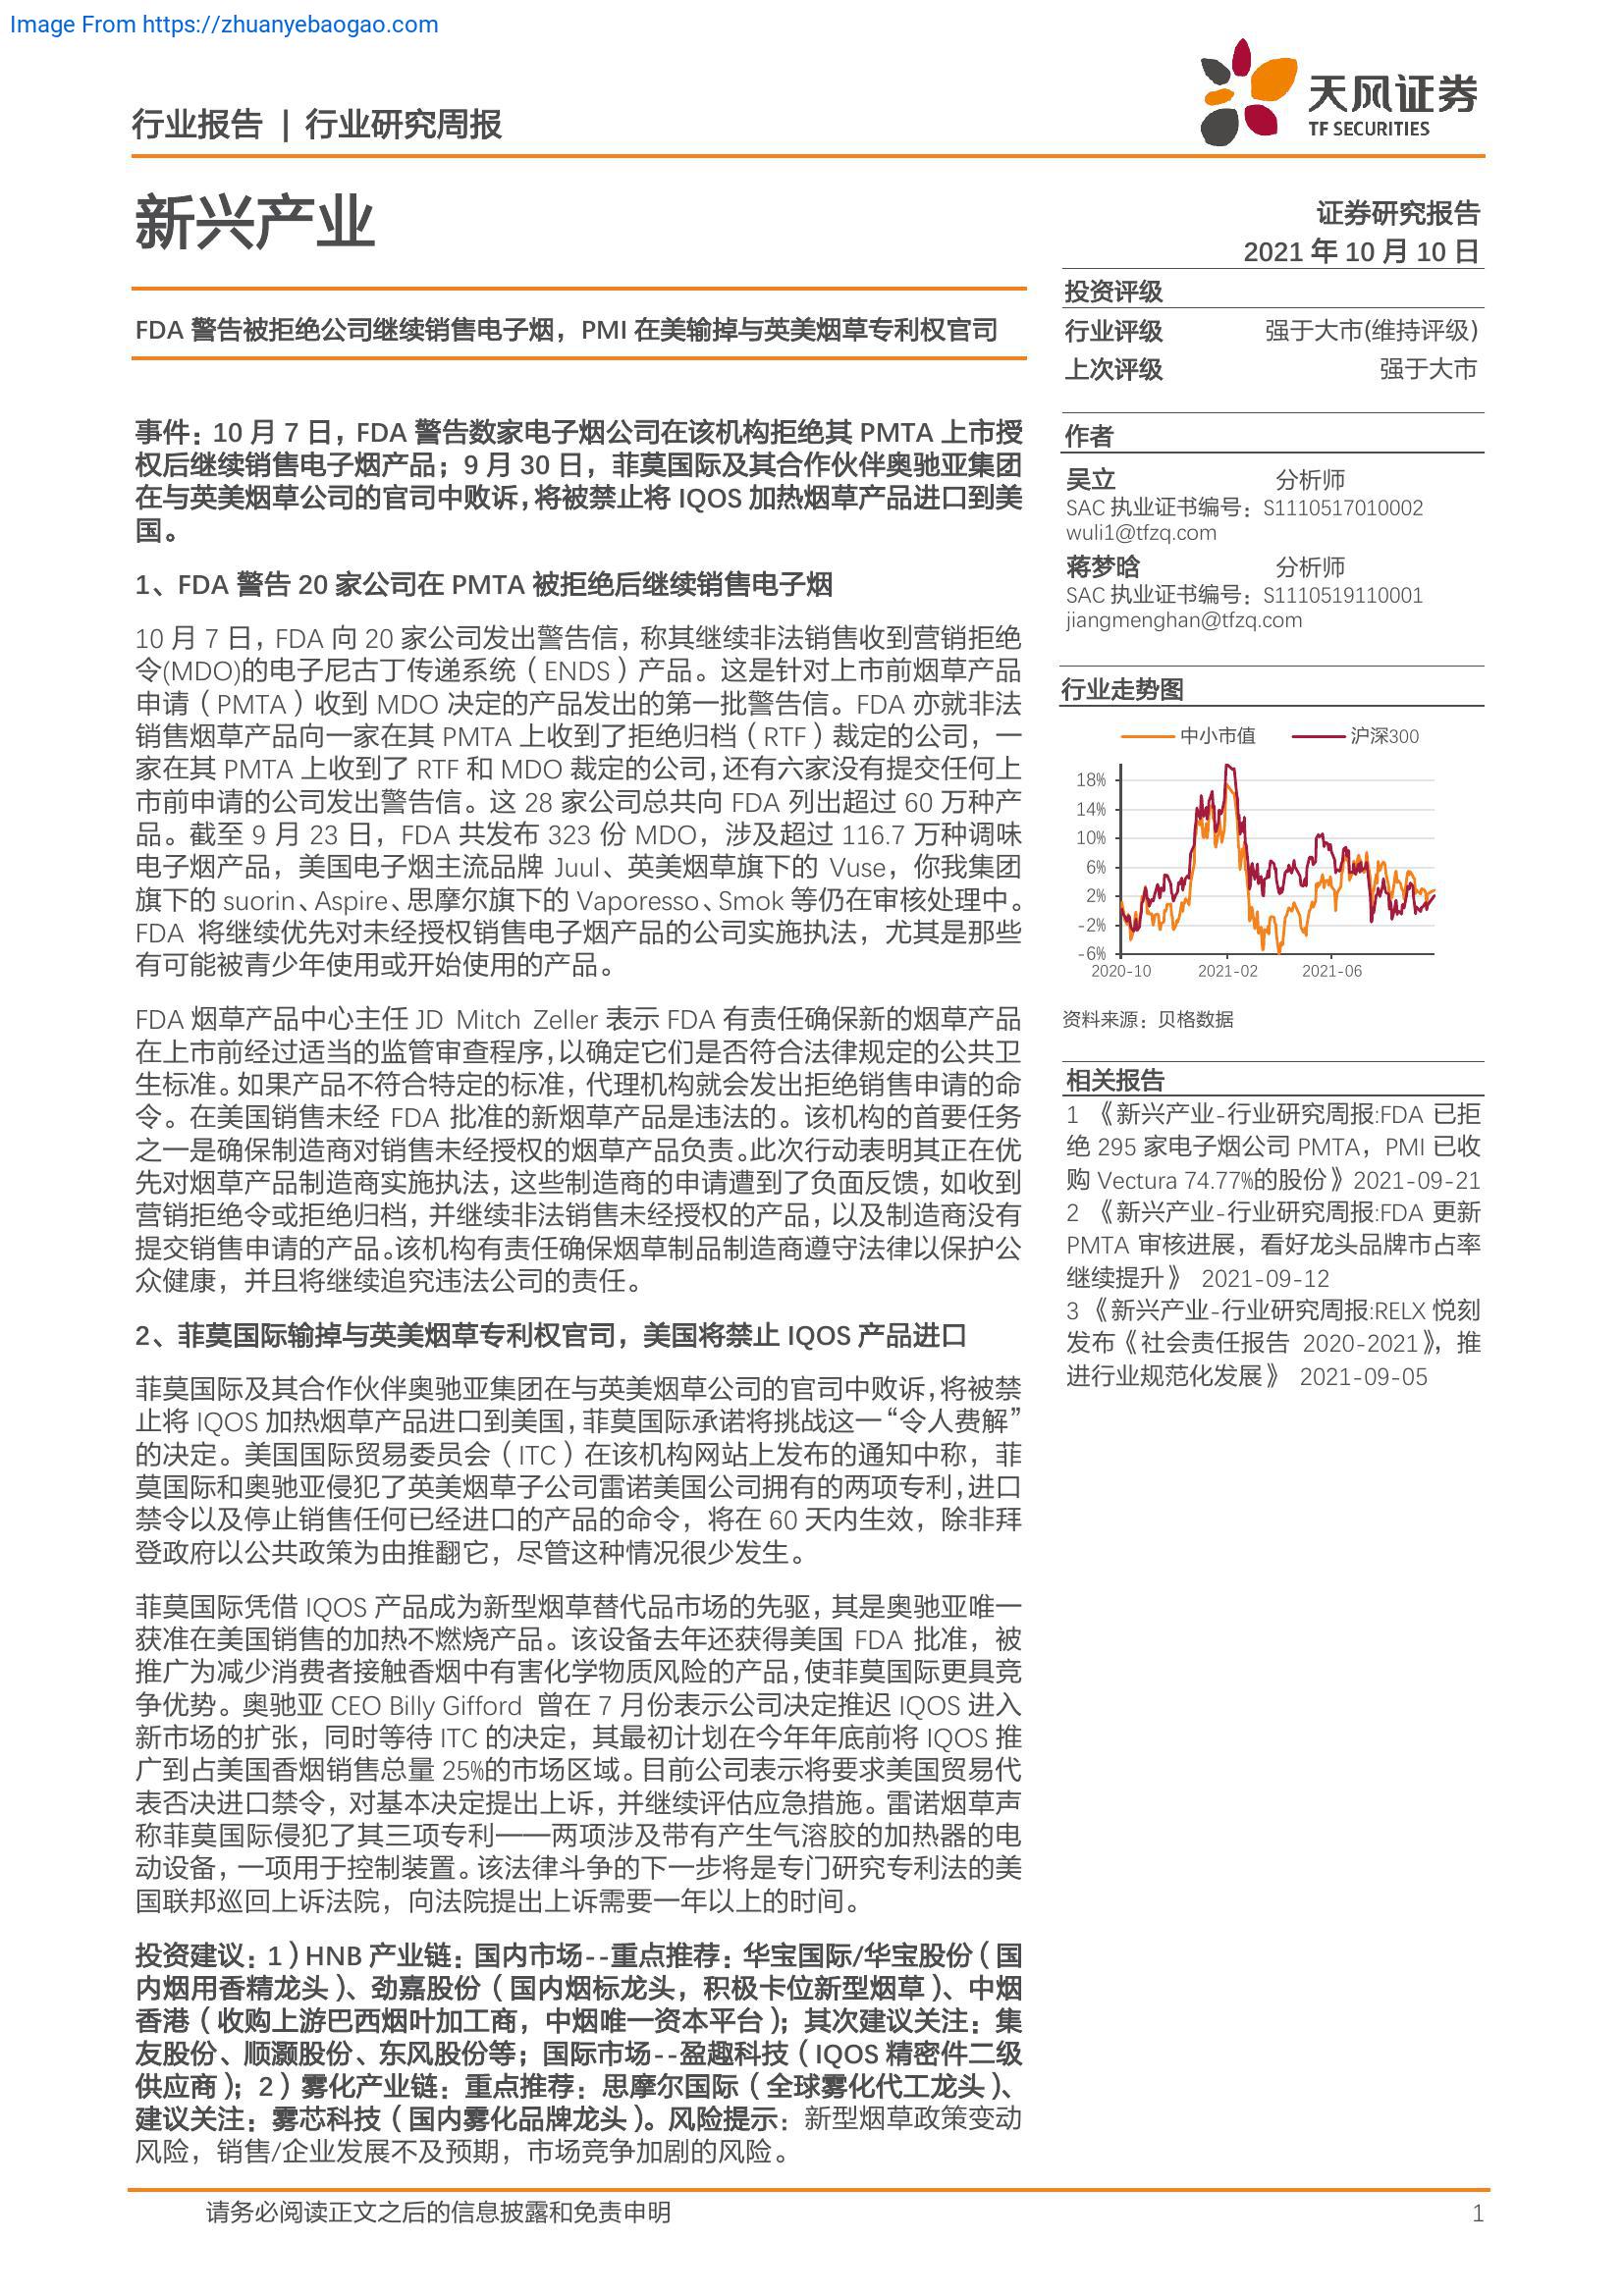 Image From https://zhuanyebaogao.com
行业报告 | 行业研究周报
天风证券
TF SECURITIES
新兴产业
证券研究报告
2021 年 10 月 10 日
FDA 警告被拒绝公司继续销售电子烟，PMI 在美输掉与英美烟草专利权官司
事件：10 月 7 日，FDA 警告数家电子烟公司在该机构拒绝其 PMTA 上市授
权后继续销售电子烟产品；9 月 30 日，菲莫国际及其合作伙伴奥驰亚集团
在与英美烟草公司的官司中败诉，将被禁止将 IQOS 加热烟草产品进口到美
国。
1、FDA 警告 20 家公司在 PMTA 被拒绝后继续销售电子烟
10 月 7 日，FDA 向 20 家公司发出警告信，称其继续非法销售收到营销拒绝
令(MDO)的电子尼古丁传递系统（ENDS）产品。这是针对上市前烟草产品
申请（PMTA）收到 MDO 决定的产品发出的第一批警告信。FDA 亦就非法
销售烟草产品向一家在其 PMTA 上收到了拒绝归档（RTF）裁定的公司，一
家在其 PMTA 上收到了 RTF 和 MDO 裁定的公司，还有六家没有提交任何上
市前申请的公司发出警告信。这 28 家公司总共向 FDA 列出超过 60 万种产
品。截至 9 月 23 日，FDA 共发布 323 份 MDO，涉及超过 116.7 万种调味
电子烟产品，美国电子烟主流品牌 Juul、英美烟草旗下的 Vuse，你我集团
旗下的 suorin、Aspire、思摩尔旗下的 Vaporesso、Smok 等仍在审核处理中。
FDA 将继续优先对未经授权销售电子烟产品的公司实施执法，尤其是那些
有可能被青少年使用或开始使用的产品。
FDA 烟草产品中心主任 JD Mitch Zeller 表示 FDA 有责任确保新的烟草产品
在上市前经过适当的监管审查程序，以确定它们是否符合法律规定的公共卫
生标准。如果产品不符合特定的标准，代理机构就会发出拒绝销售申请的命
令。在美国销售未经 FDA 批准的新烟草产品是违法的。该机构的首要任务
之一是确保制造商对销售未经授权的烟草产品负责。此次行动表明其正在优
先对烟草产品制造商实施执法，这些制造商的申请遭到了负面反馈，如收到
营销拒绝令或拒绝归档，并继续非法销售未经授权的产品，以及制造商没有
提交销售申请的产品。该机构有责任确保烟草制品制造商遵守法律以保护公
众健康，并且将继续追究违法公司的责任。
2、菲莫国际输掉与英美烟草专利权官司，美国将禁止 IQOS 产品进口
菲莫国际及其合作伙伴奥驰亚集团在与英美烟草公司的官司中败诉，将被禁
止将 IQOS 加热烟草产品进口到美国，菲莫国际承诺将挑战这一“令人费解”
的决定。美国国际贸易委员会（ITC）在该机构网站上发布的通知中称，菲
莫国际和奥驰亚侵犯了英美烟草子公司雷诺美国公司拥有的两项专利，进口
禁令以及停止销售任何已经进口的产品的命令，将在 60 天内生效，除非拜
登政府以公共政策为由推翻它，尽管这种情况很少发生。
菲莫国际凭借 IQOS 产品成为新型烟草替代品市场的先驱，其是奥驰亚唯一
获准在美国销售的加热不燃烧产品。该设备去年还获得美国 FDA 批准，被
推广为减少消费者接触香烟中有害化学物质风险的产品，使菲莫国际更具竞
争优势。奥驰亚 CEO Billy Gifford 曾在 7 月份表示公司决定推迟 IQOS 进入
新市场的扩张，同时等待 ITC 的决定，其最初计划在今年年底前将 IQOS 推
广到占美国香烟销售总量 25%的市场区域。目前公司表示将要求美国贸易代
表否决进口禁令，对基本决定提出上诉，并继续评估应急措施。雷诺烟草声
称菲莫国际侵犯了其三项专利——两项涉及带有产生气溶胶的加热器的电
动设备，一项用于控制装置。该法律斗争的下一步将是专门研究专利法的美
国联邦巡回上诉法院，向法院提出上诉需要一年以上的时间。
投资建议：1）HNB 产业链：国内市场--重点推荐：华宝国际/华宝股份（国
内烟用香精龙头）、劲嘉股份（国内烟标龙头，积极卡位新型烟草）、中烟
香港（收购上游巴西烟叶加工商，中烟唯一资本平台）；其次建议关注：集
友股份、顺灏股份、东风股份等；国际市场--盈趣科技（IQOS 精密件二级
供应商）；2）雾化产业链：重点推荐：思摩尔国际（全球雾化代工龙头）、
建议关注：雾芯科技（国内雾化品牌龙头）。风险提示：新型烟草政策变动
风险，销售/企业发展不及预期，市场竞争加剧的风险。
投资评级
行业评级 强于大市(维持评级)
上次评级 强于大市
作者
吴立 分析师
SAC 执业证书编号：S1110517010002
wuli1@tfzq.com
蒋梦晗 分析师
SAC 执业证书编号：S1110519110001
jiangmenghan@tfzq.com
行业走势图
中小市值 沪深300
18%
14%
10%
6%
2%
-2%
-6%
2020-10 2021-02 2021-06
资料来源：贝格数据
相关报告
1 《新兴产业-行业研究周报:FDA 已拒
绝 295 家电子烟公司 PMTA，PMI 已收
购 Vectura 74.77%的股份》2021-09-21
2 《新兴产业-行业研究周报:FDA 更新
PMTA 审核进展，看好龙头品牌市占率
继续提升》 2021-09-12
3 《新兴产业-行业研究周报:RELX 悦刻
发布《社会责任报告 2020-2021》，推
进行业规范化发展》 2021-09-05
请务必阅读正文之后的信息披露和免责申明
1